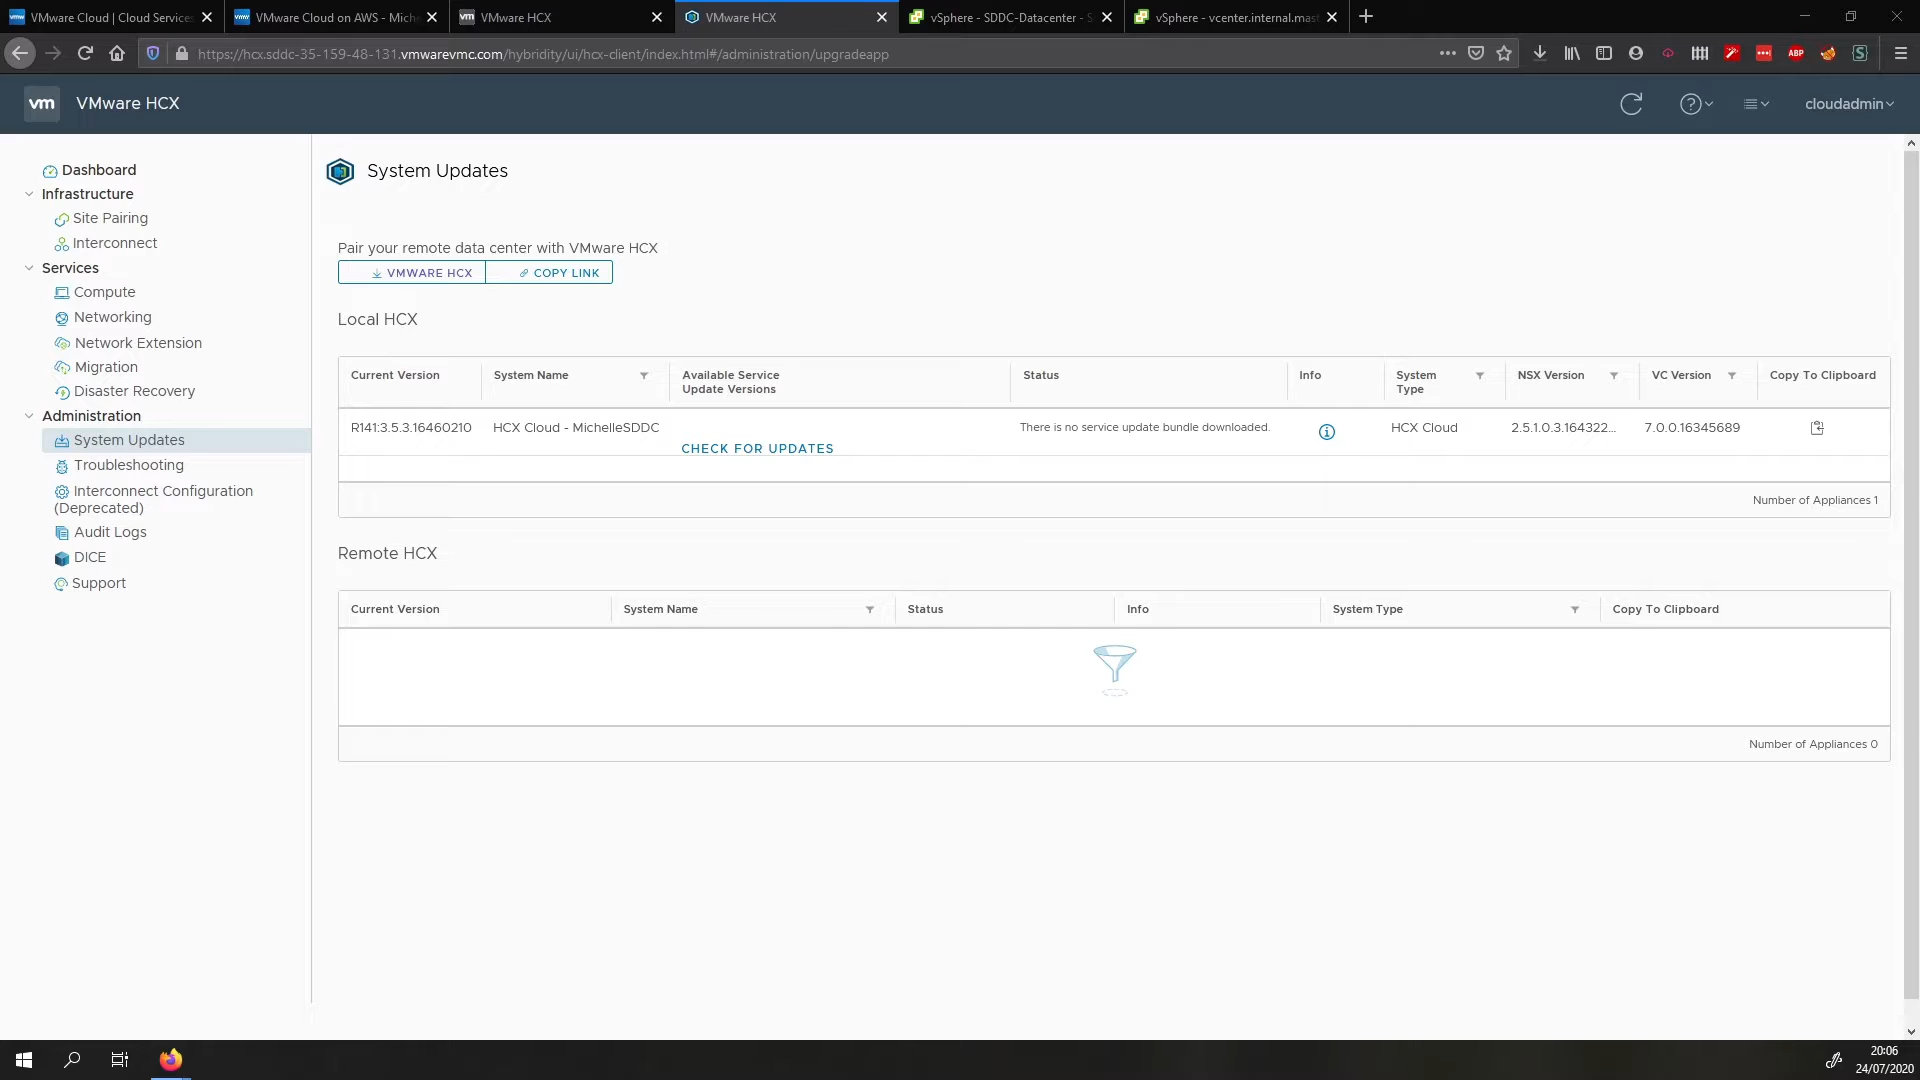 VMware Cloud | Cloud Services
VMware Cloud on AWS - Miche
VMware HCX
VMware HCX
vSphere - SDDC-Datacenter - S
vSphere - vcenter.internal.mas
https://hcx.sddc-35-159-48-131.vmwarevmc.com/hybridity/ui/hcx-client/index.html#/administration/upgradeapp
ABP
vm VMware HCX
cloudadmin
Dashboard
Infrastructure
Site Pairing
Interconnect
Services
Compute
Networking
Network Extension
Migration
Disaster Recovery
Administration
System Updates
Troubleshooting
Interconnect Configuration
(Deprecated)
Audit Logs
DICE
Support
System Updates
Pair your remote data center with VMware HCX
VMWARE HCX COPY LINK
Local HCX
Current Version System Name Available Service Update Versions Status Info System Type NSX Version VC Version Copy To Clipboard
R141:3.5.3.16460210 HCX Cloud - MichelleSDDC There is no service update bundle downloaded. HCX Cloud 2.5.1.0.3.164322... 7.0.0.16345689
CHECK FOR UPDATES
Number of Appliances 1
Remote HCX
Current Version System Name Status Info System Type Copy To Clipboard
Number of Appliances 0
20:06
24/07/2020